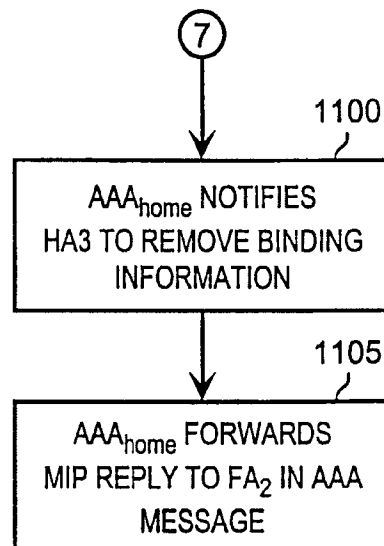 7
1100
AAAhome NOTIFIES
HA3 TO REMOVE BINDING
INFORMATION
1105
AAAhome FORWARDS
MIP REPLY TO FA2 IN AAA
MESSAGE